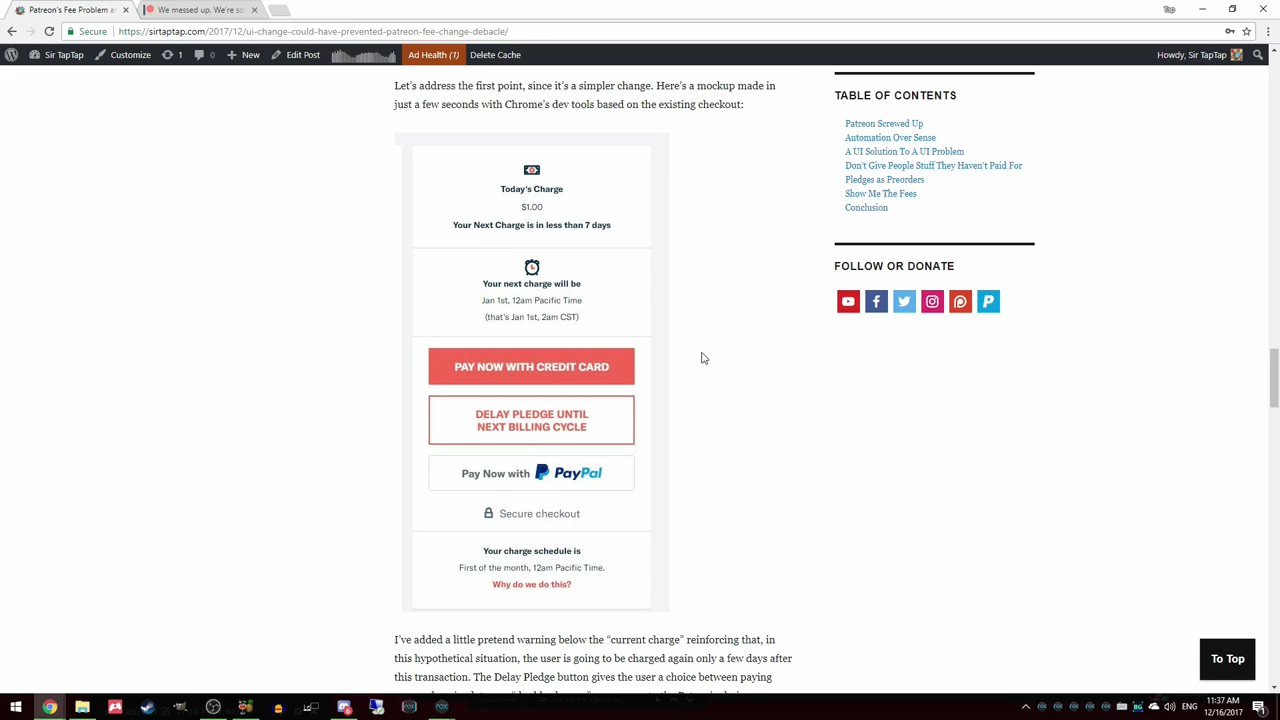 Patreon's Fee Problem a
We messed up. We're so
Tap
Secure
https://sirtaptap.com/2017/12/ui-change-could-have-prevented-patreon-fee-change-debacle/
Sir TapTap
Customize
1
0
New
Edit Post
Ad Health (1)
Delete Cache
Howdy, Sir TapTap
Let's address the first point, since it's a simpler change. Here's a mockup made in
just a few seconds with Chrome's dev tools based on the existing checkout:
Today's Charge
$1.00
Your Next Charge is in less than 7 days
Your next charge will be
Jan 1st, 12am Pacific Time
(that's Jan 1st, 2am CST)
PAY NOW WITH CREDIT CARD
DELAY PLEDGE UNTIL
NEXT BILLING CYCLE
Pay Now with PayPal
Secure checkout
Your charge schedule is
First of the month, 12am Pacific Time.
Why do we do this?
I've added a little pretend warning below the "current charge" reinforcing that, in
this hypothetical situation, the user is going to be charged again only a few days after
this transaction. The Delay Pledge button gives the user a choice between paying
TABLE OF CONTENTS
Patreon Screwed Up
Automation Over Sense
A UI Solution To A UI Problem
Don't Give People Stuff They Haven't Paid For
Pledges as Preorders
Show Me The Fees
Conclusion
FOLLOW OR DONATE
To Top
ENG
11:37 AM
12/16/2017